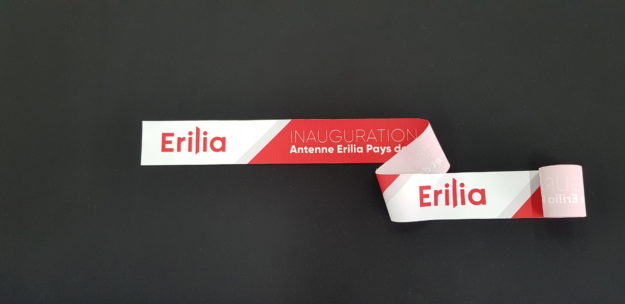 Erilia
INAUGURATION
Antenne Erilia Pays de
Erilia